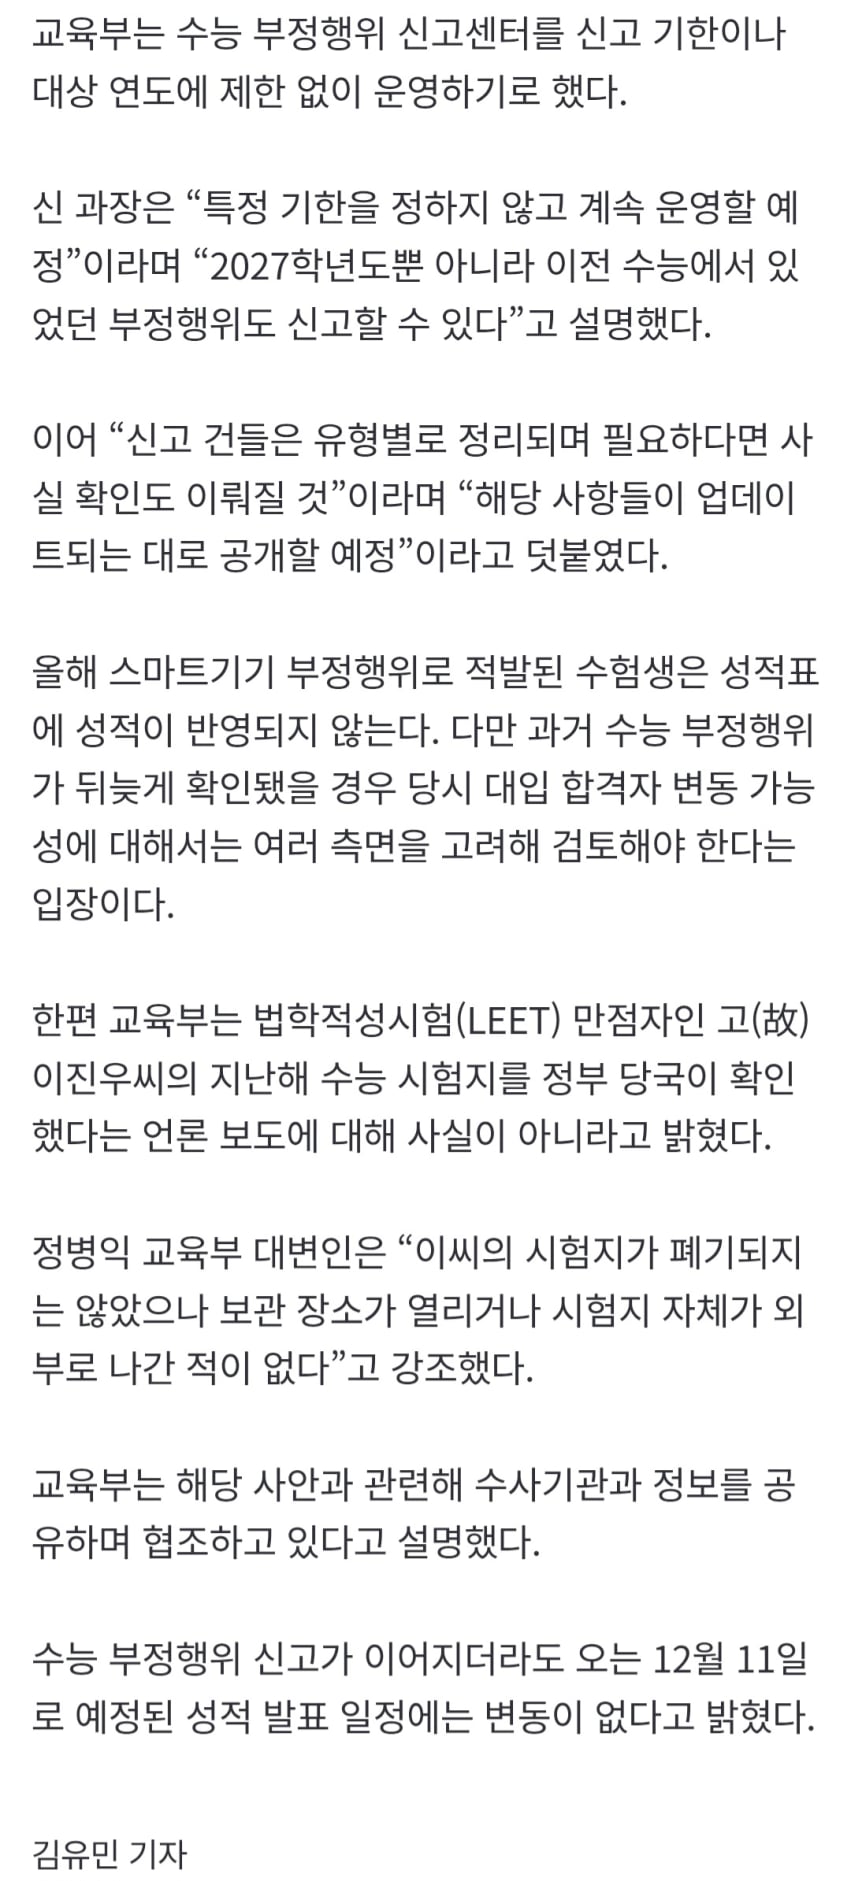 교육부는 수능 부정행위 신고센터를 신고 기한이나
대상 연도에 제한 없이 운영하기로 했다.
신 과장은 “특정 기한을 정하지 않고 계속 운영할 예
정”이라며 “2027학년도뿐 아니라 이전 수능에서 있
었던 부정행위도 신고할 수 있다”고 설명했다.
이어 “신고 건들은 유형별로 정리되며 필요하다면 사
실 확인도 이뤄질 것”이라며 “해당 사항들이 업데이
트되는 대로 공개할 예정”이라고 덧붙였다.
올해 스마트기기 부정행위로 적발된 수험생은 성적표
에 성적이 반영되지 않는다. 다만 과거 수능 부정행위
가 뒤늦게 확인됐을 경우 당시 대입 합격자 변동 가능
성에 대해서는 여러 측면을 고려해 검토해야 한다는
입장이다.
한편 교육부는 법학적성시험(LEET) 만점자인 고(故)
이진우씨의 지난해 수능 시험지를 정부 당국이 확인
했다는 언론 보도에 대해 사실이 아니라고 밝혔다.
정병익 교육부 대변인은 “이씨의 시험지가 폐기되지
는 않았으나 보관 장소가 열리거나 시험지 자체가 외
부로 나간 적이 없다”고 강조했다.
교육부는 해당 사안과 관련해 수사기관과 정보를 공
유하며 협조하고 있다고 설명했다.
수능 부정행위 신고가 이어지더라도 오는 12월 11일
로 예정된 성적 발표 일정에는 변동이 없다고 밝혔다.
김유민 기자